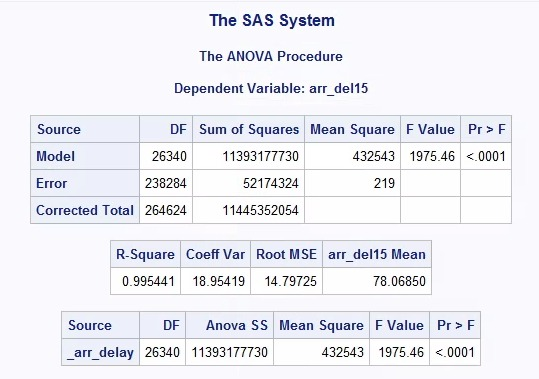 The SAS System
The ANOVA Procedure
Dependent Variable: arr_del15
Source DF Sum of Squares Mean Square F Value Pr > F
Model 26340 11393177730 432543 1975.46 <.0001
Error 238284 52174324 219
Corrected Total 264624 11445352054
R-Square Coeff Var Root MSE arr_del15 Mean
0.995441 18.95419 14.79725 78.06850
Source DF Anova SS Mean Square F Value Pr > F
_arr_delay 26340 11393177730 432543 1975.46 <.0001